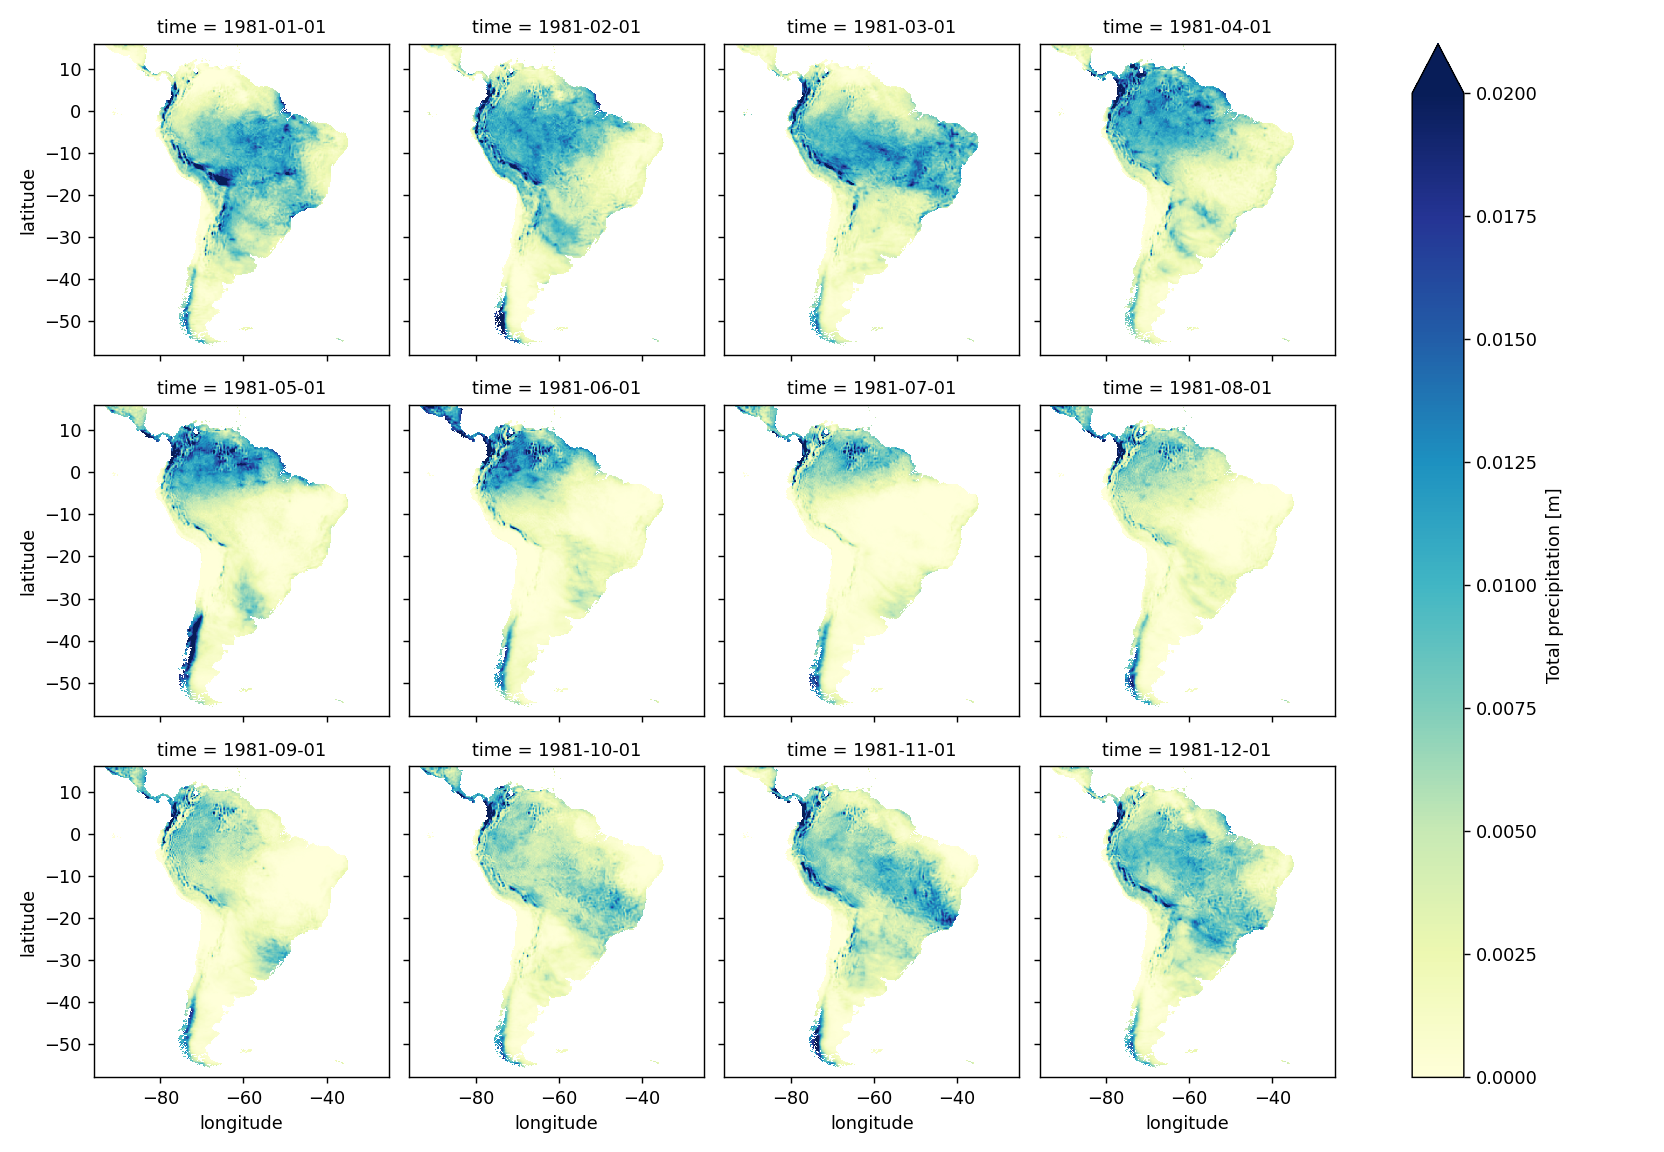 time = 1981-01-01
time = 1981-02-01
time = 1981-03-01
time = 1981-04-01
10
0
−10
−20
−30
−40
−50
latitude
time = 1981-05-01
time = 1981-06-01
time = 1981-07-01
time = 1981-08-01
10
0
−10
−20
−30
−40
−50
latitude
time = 1981-09-01
time = 1981-10-01
time = 1981-11-01
time = 1981-12-01
10
0
−10
−20
−30
−40
−50
latitude
−80 −60 −40
longitude
−80 −60 −40
longitude
−80 −60 −40
longitude
−80 −60 −40
longitude
0.0200
0.0175
0.0150
0.0125
0.0100
0.0075
0.0050
0.0025
0.0000
Total precipitation [m]